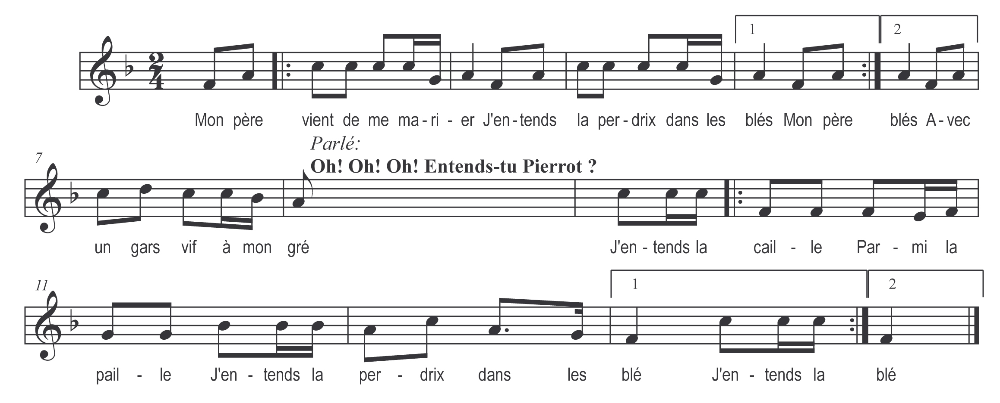 1 2
2
4
Mon père vient de me ma - ri - er J'en - tends la per - drix dans les blés Mon père blés A - vec
Parlé:
Oh! Oh! Oh! Entends-tu Pierrot ?
7
un gars vif à mon gré J'en - tends la cail - le Par - mi la
11
1 2
pail - le J'en - tends la per - drix dans les blé J'en - tends la blé